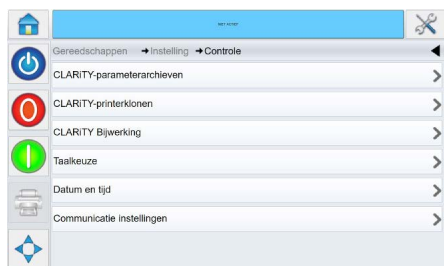 Gereedschappen ➔Instelling ➔Controle
CLARiTY-parameterarchieven
CLARiTY-printerklonen
CLARiTY Bijwerking
Taalkeuze
Datum en tijd
Communicatie instellingen